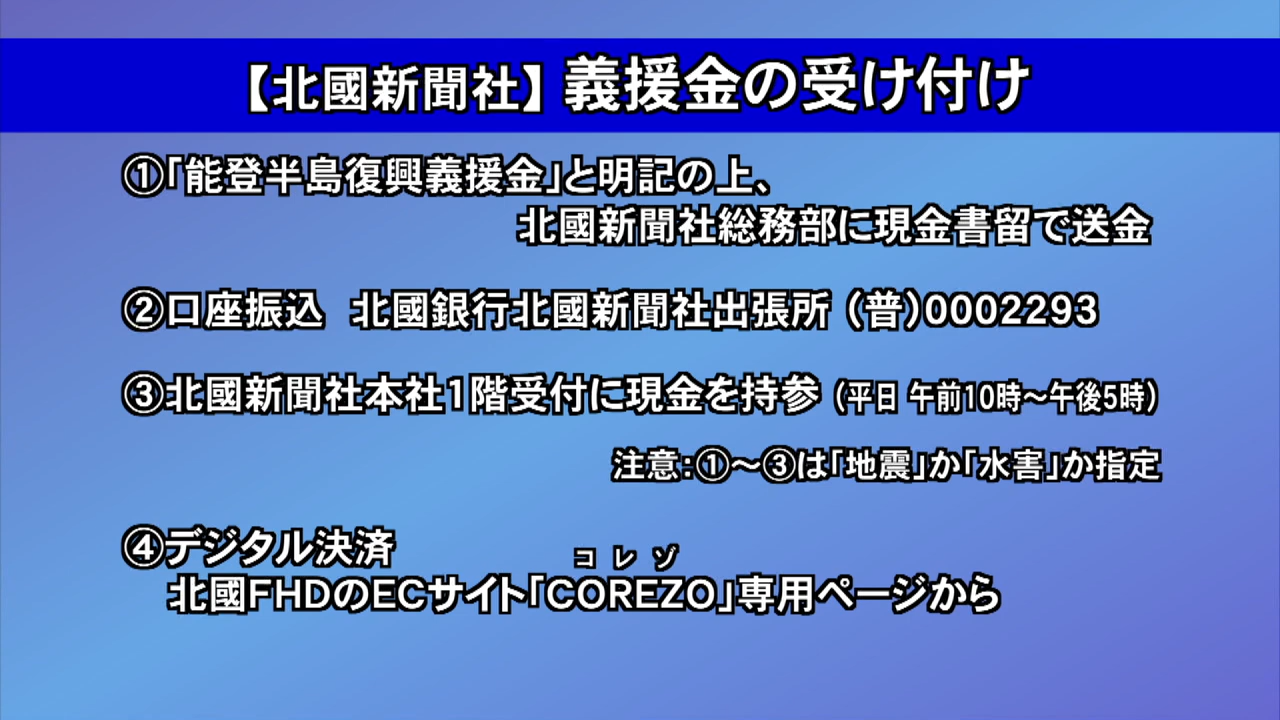 【北國新聞社】義援金の受け付け
①「能登半島復興義援金」と明記の上、
北國新聞社総務部に現金書留で送金
②口座振込 北國銀行北國新聞社出張所（普）0002293
③北國新聞社本社1階受付に現金を持参（平日 午前10時～午後5時）
注意：①～③は「地震」か「水害」か指定
④デジタル決済
コレゾ
北國FHDのECサイト「COREZO」専用ページから